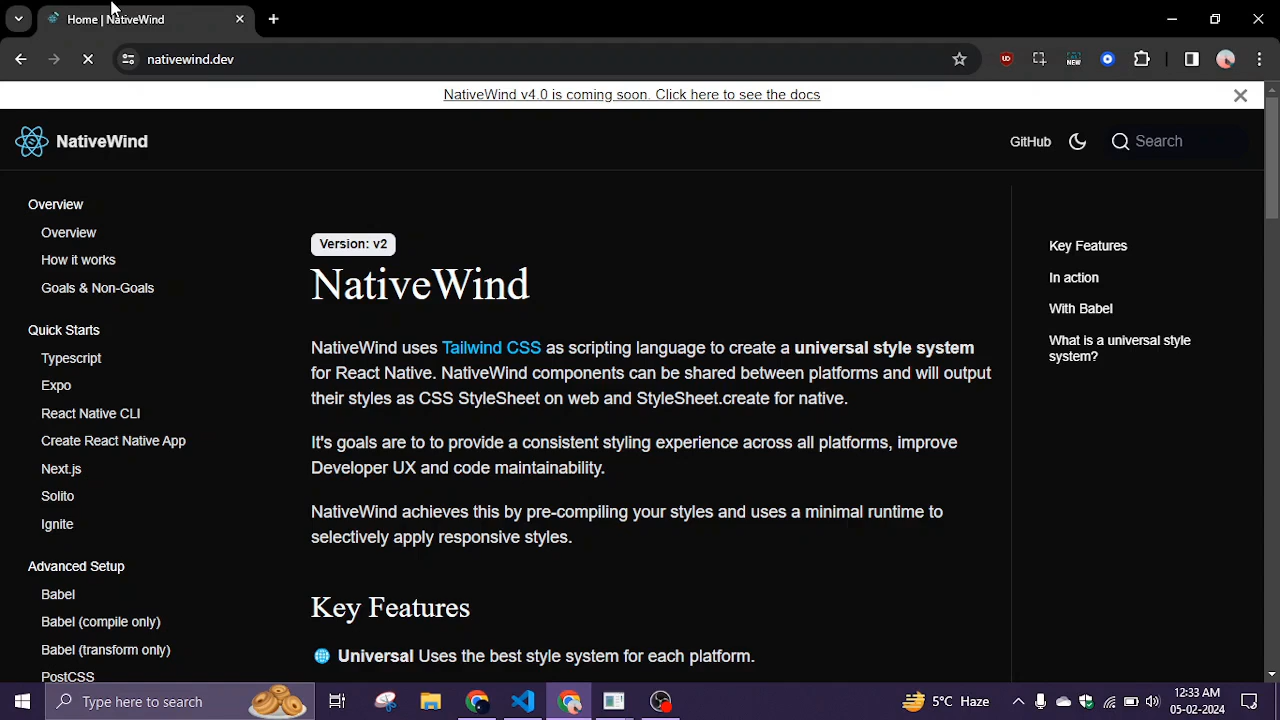 Home | NativeWind
nativewind.dev
UD
NEW
NativeWind v4.0 is coming soon. Click here to see the docs
NativeWind
GitHub
Search
Overview
Overview
How it works
Goals & Non-Goals
Quick Starts
Typescript
Expo
React Native CLI
Create React Native App
Next.js
Solito
Ignite
Advanced Setup
Babel
Babel (compile only)
Babel (transform only)
PostCSS
Version: v2
NativeWind
NativeWind uses Tailwind CSS as scripting language to create a universal style system
for React Native. NativeWind components can be shared between platforms and will output
their styles as CSS StyleSheet on web and StyleSheet.create for native.
It's goals are to to provide a consistent styling experience across all platforms, improve
Developer UX and code maintainability.
NativeWind achieves this by pre-compiling your styles and uses a minimal runtime to
selectively apply responsive styles.
Key Features
Universal Uses the best style system for each platform.
Key Features
In action
With Babel
What is a universal style
system?
Type here to search
5°C Haze
12:33 AM
05-02-2024